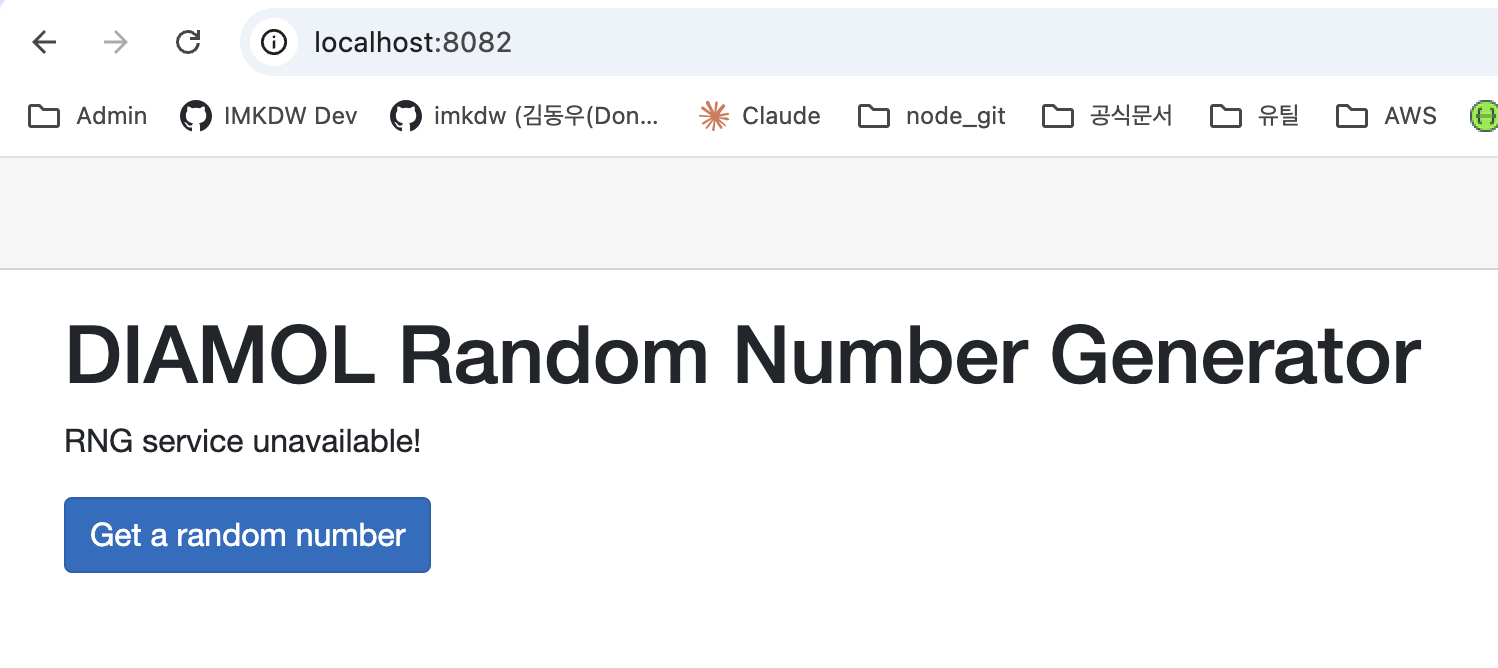 localhost:8082
Admin IMKDW Dev imkdw (김동우(Don... Claude node_git 공식문서 유틸 AWS
DIAMOL Random Number Generator
RNG service unavailable!
Get a random number